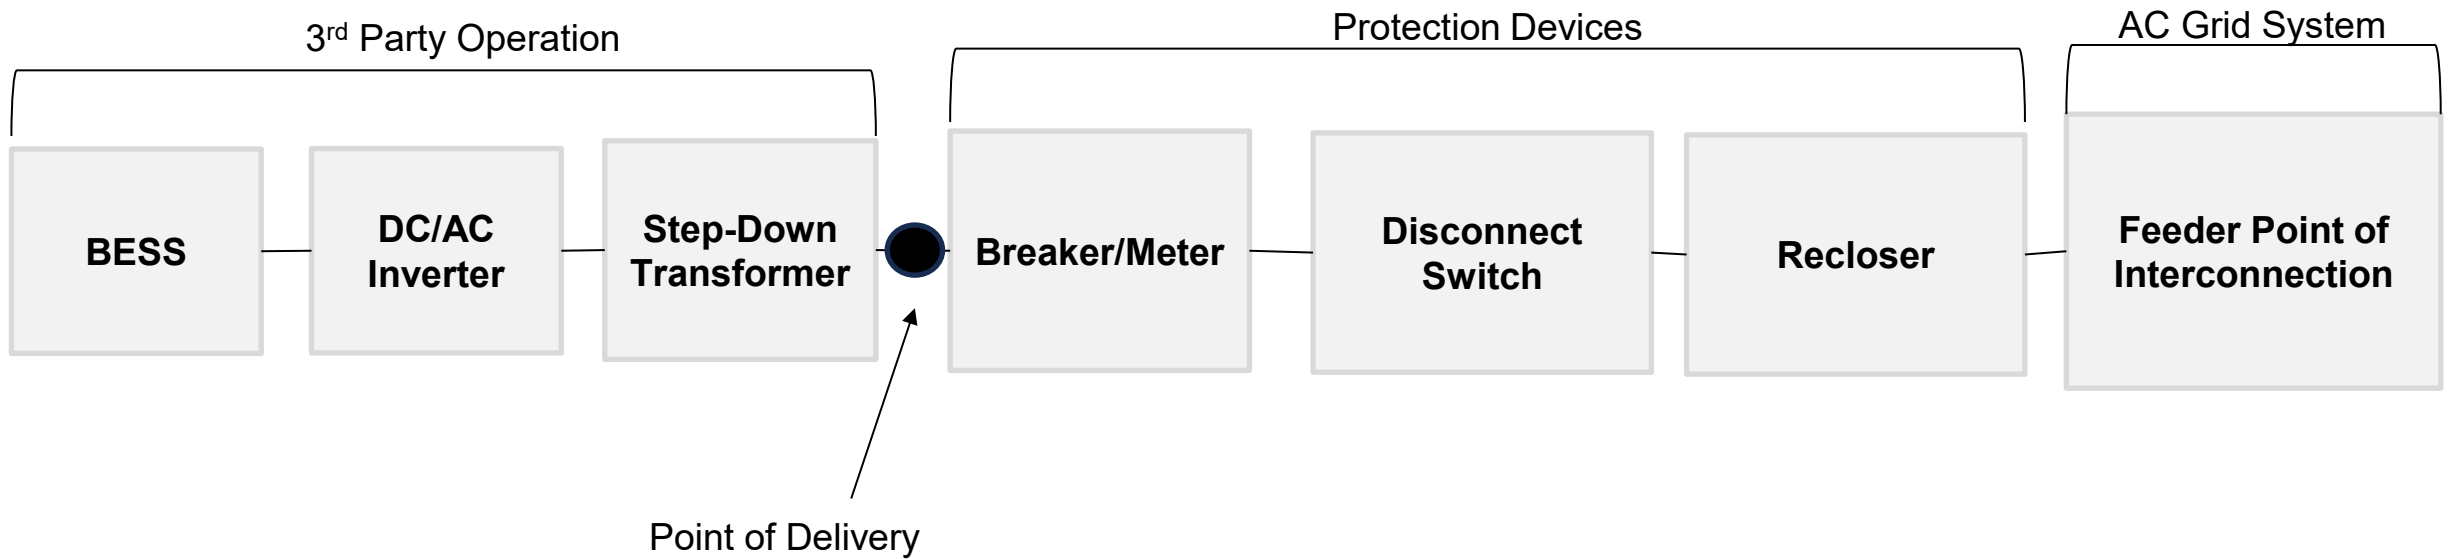 3rd Party Operation
Protection Devices
AC Grid System
BESS
DC/AC
Inverter
Step-Down
Transformer
Breaker/Meter
Disconnect
Switch
Recloser
Feeder Point of
Interconnection
Point of Delivery